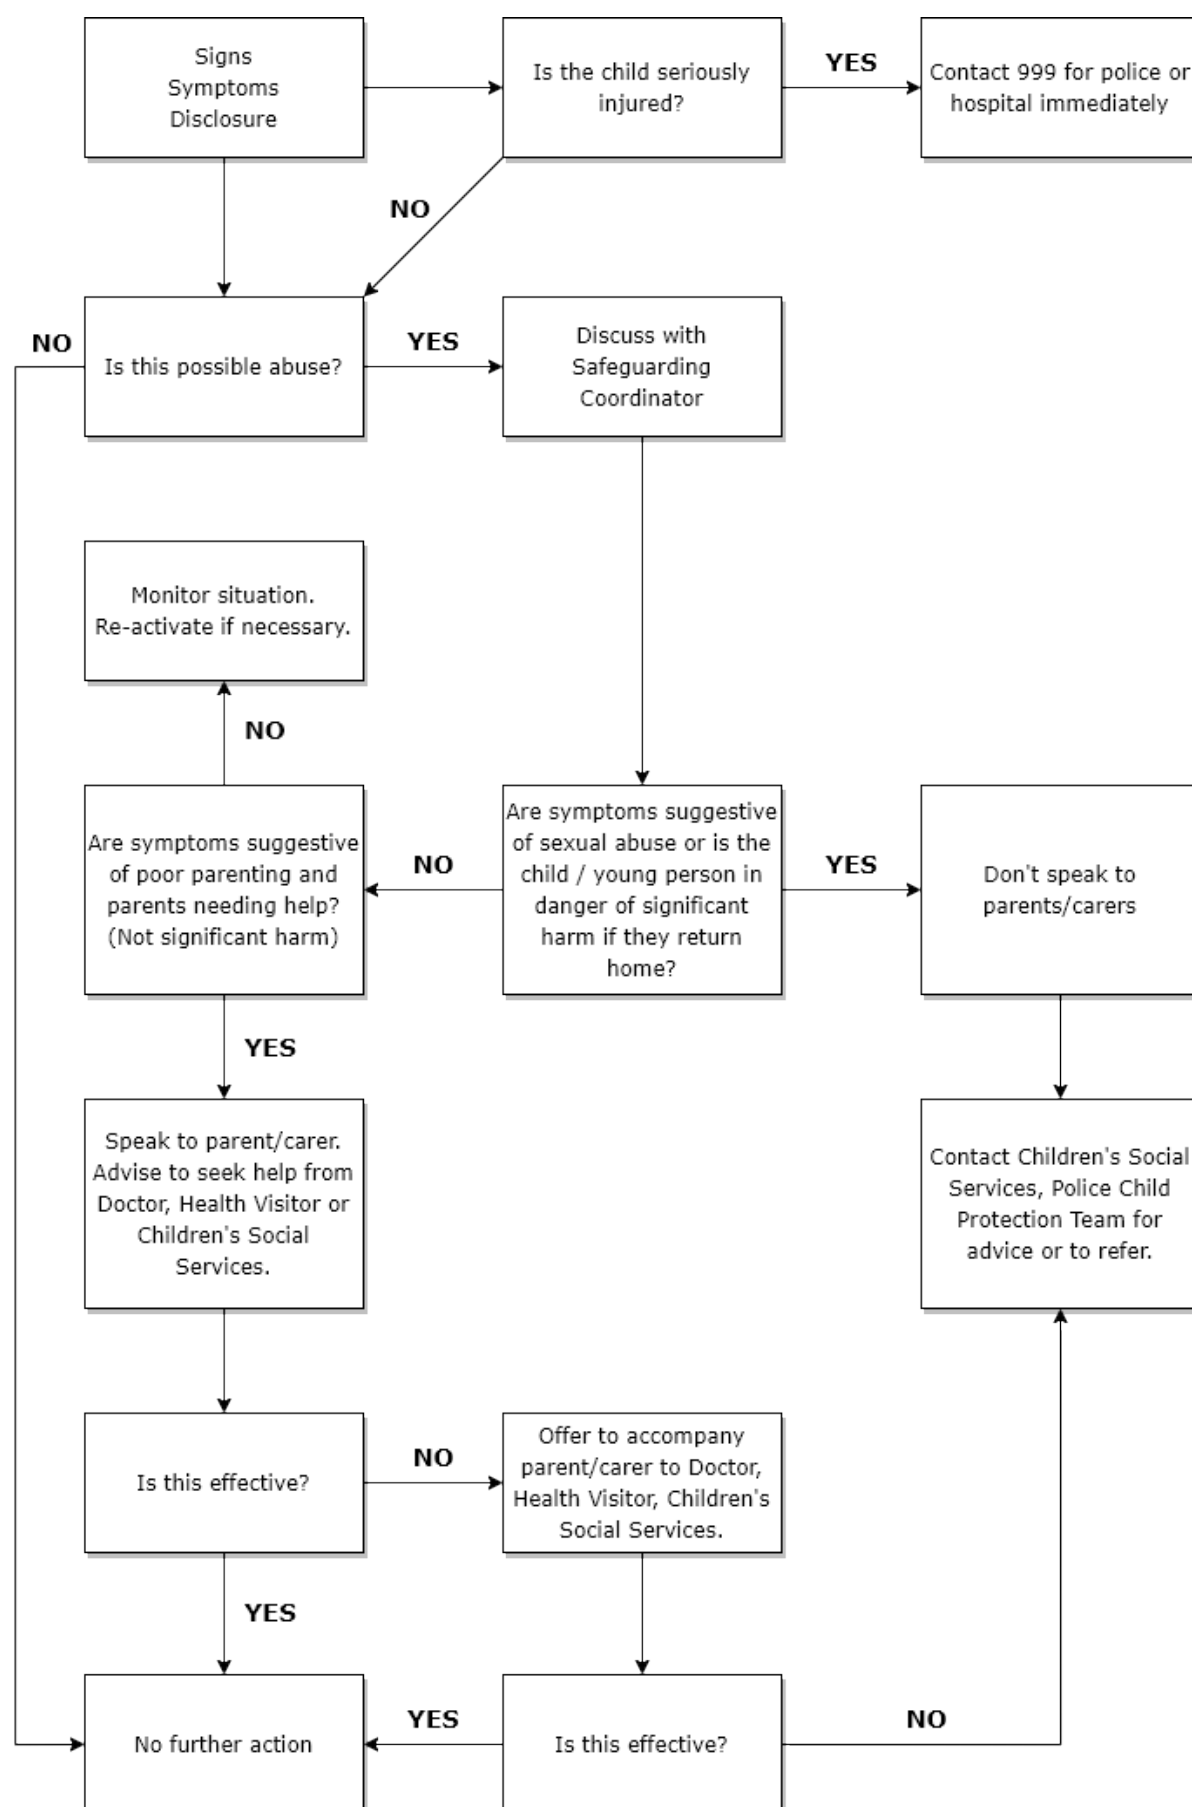 Signs
Symptoms
Disclosure
Is the child seriously
injured?
YES
Contact 999 for police or
hospital immediately
NO
NO
Is this possible abuse?
YES
Discuss with
Safeguarding
Coordinator
Monitor situation.
Re-activate if necessary.
NO
Are symptoms suggestive
of poor parenting and
parents needing help?
(Not significant harm)
NO
Are symptoms suggestive
of sexual abuse or is the
child / young person in
danger of significant
harm if they return
home?
YES
Don't speak to
parents/carers
YES
Speak to parent/carer.
Advise to seek help from
Doctor, Health Visitor or
Children's Social
Services.
Contact Children's Social
Services, Police Child
Protection Team for
advice or to refer.
Is this effective?
NO
Offer to accompany
parent/carer to Doctor,
Health Visitor, Children's
Social Services.
YES
No further action
YES
Is this effective?
NO